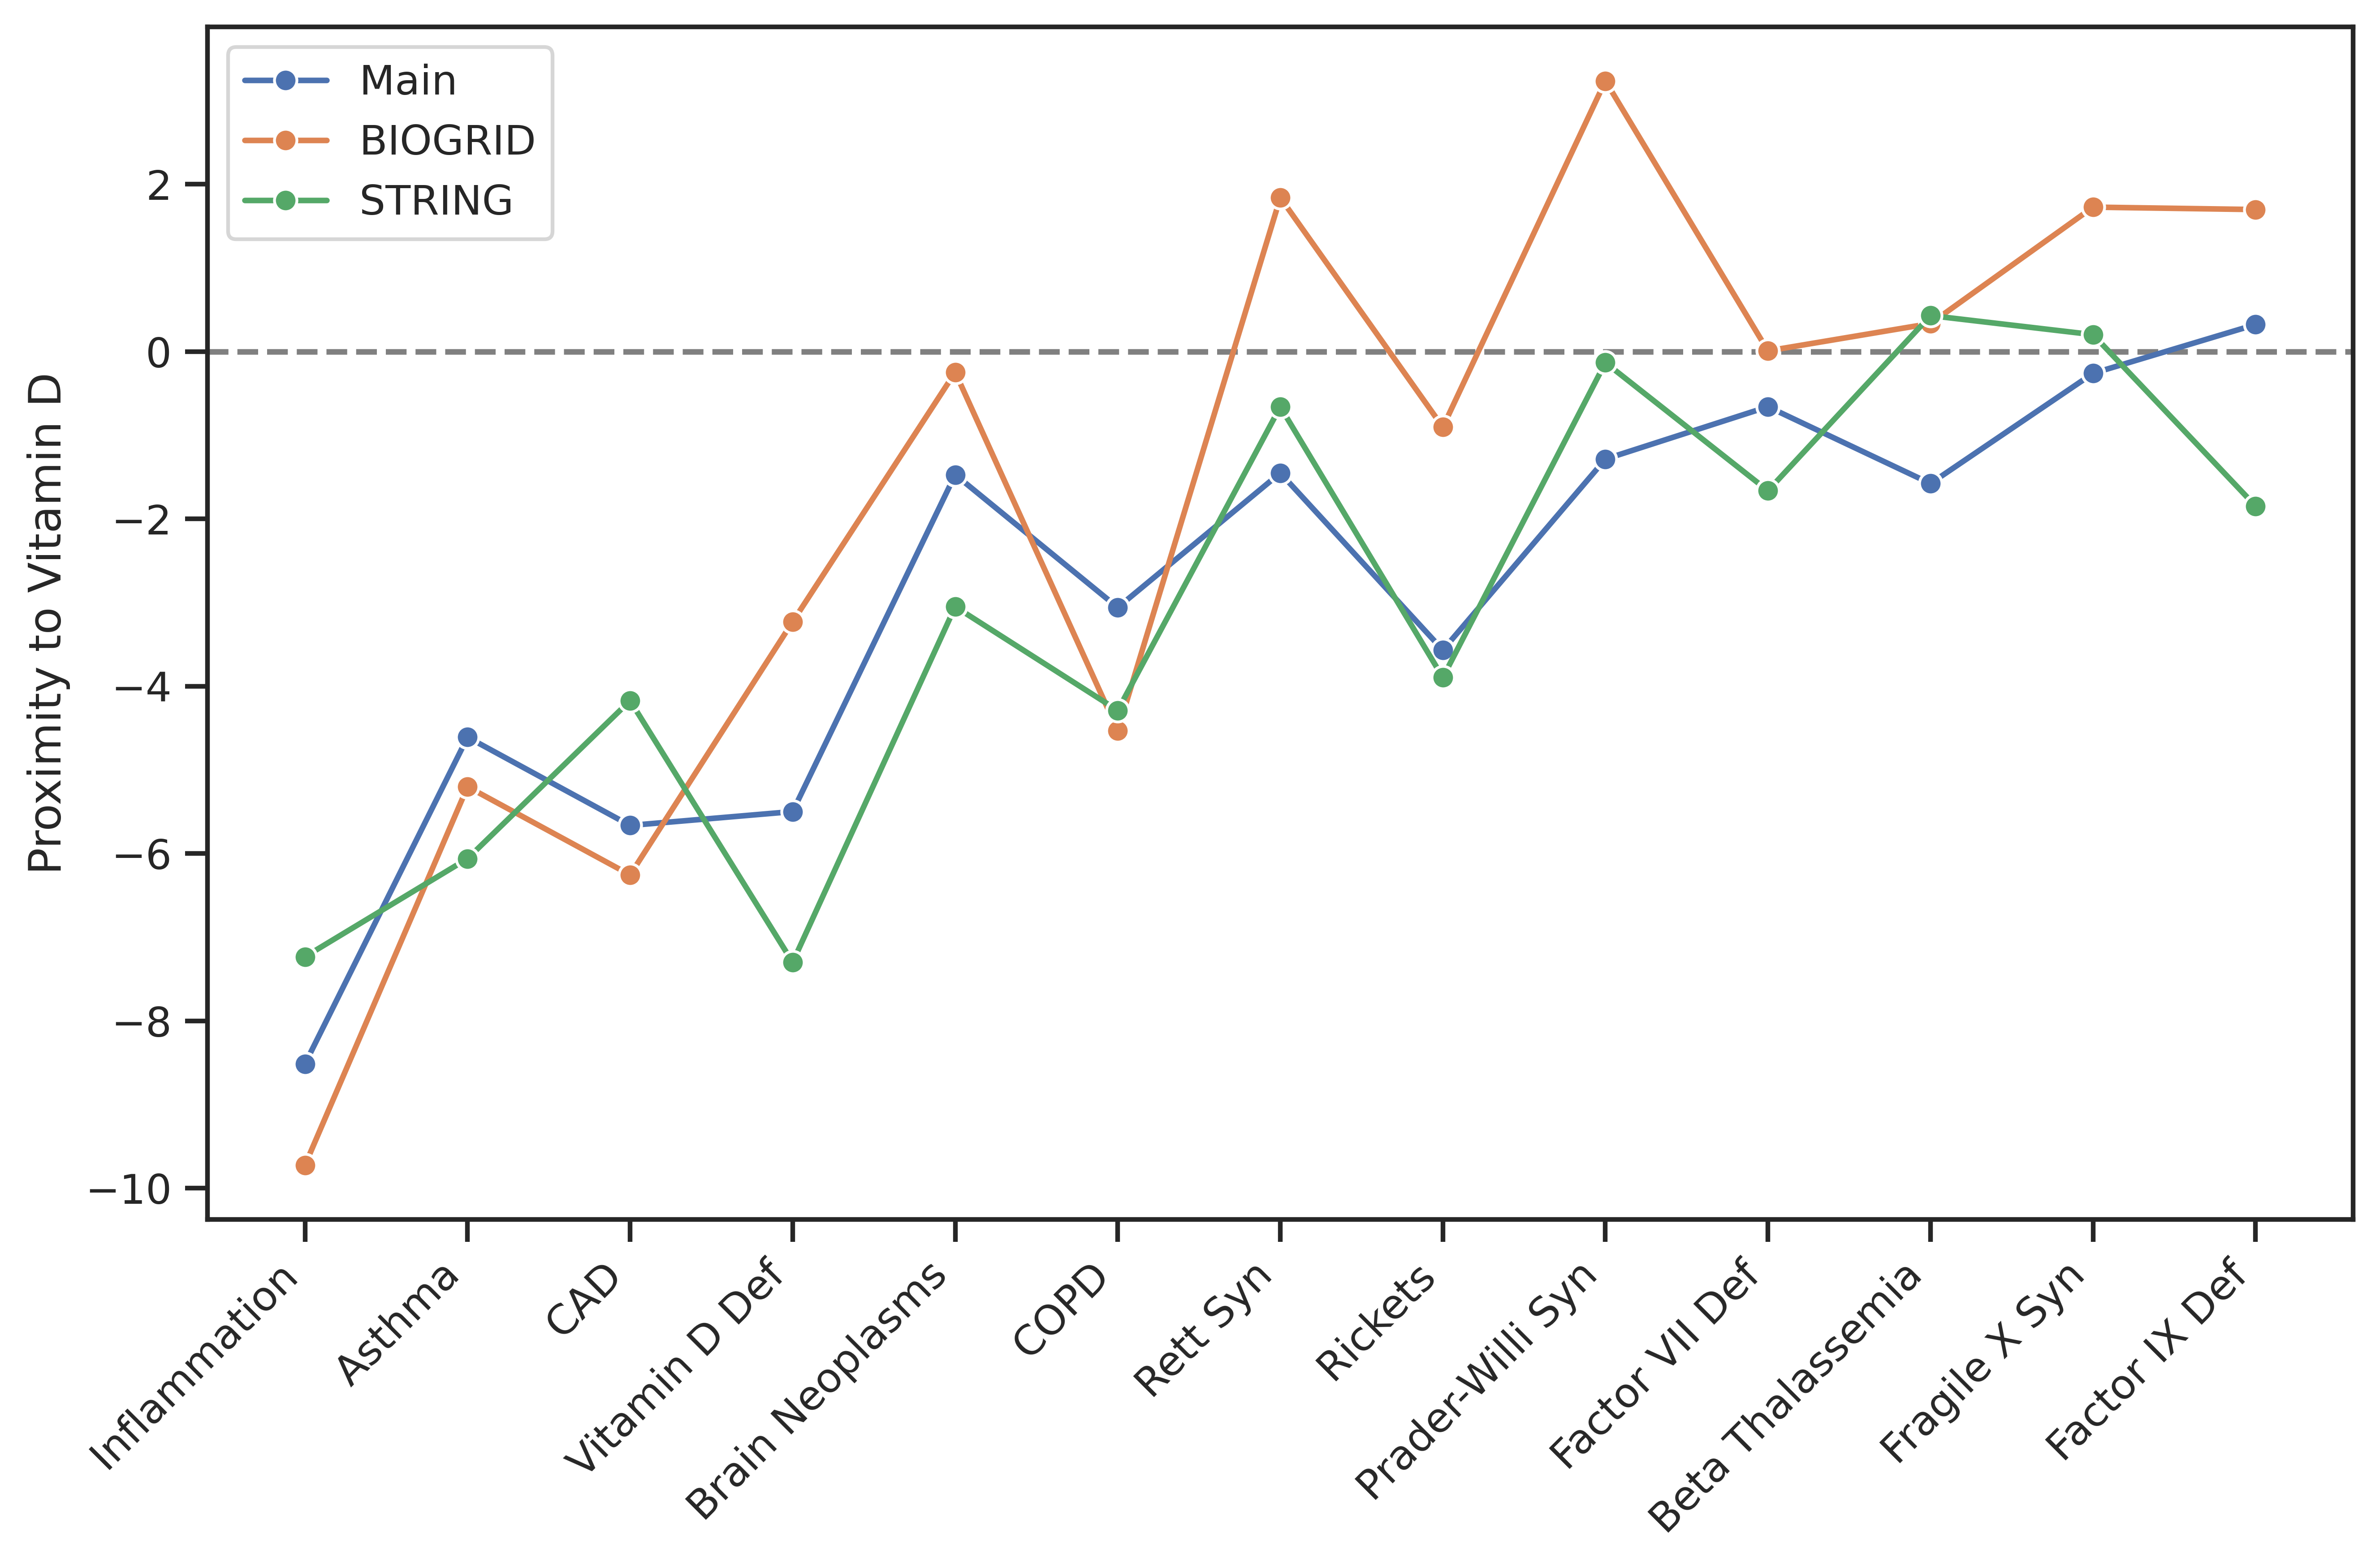 Main
BIOGRID
STRING
Proximity to Vitamin D
2
0
−2
−4
−6
−8
−10
Inflammation
Asthma
CAD
Vitamin D Def
Brain Neoplasms
COPD
Rett Syn
Rickets
Prader-Willi Syn
Factor VII Def
Beta Thalassemia
Fragile X Syn
Factor IX Def